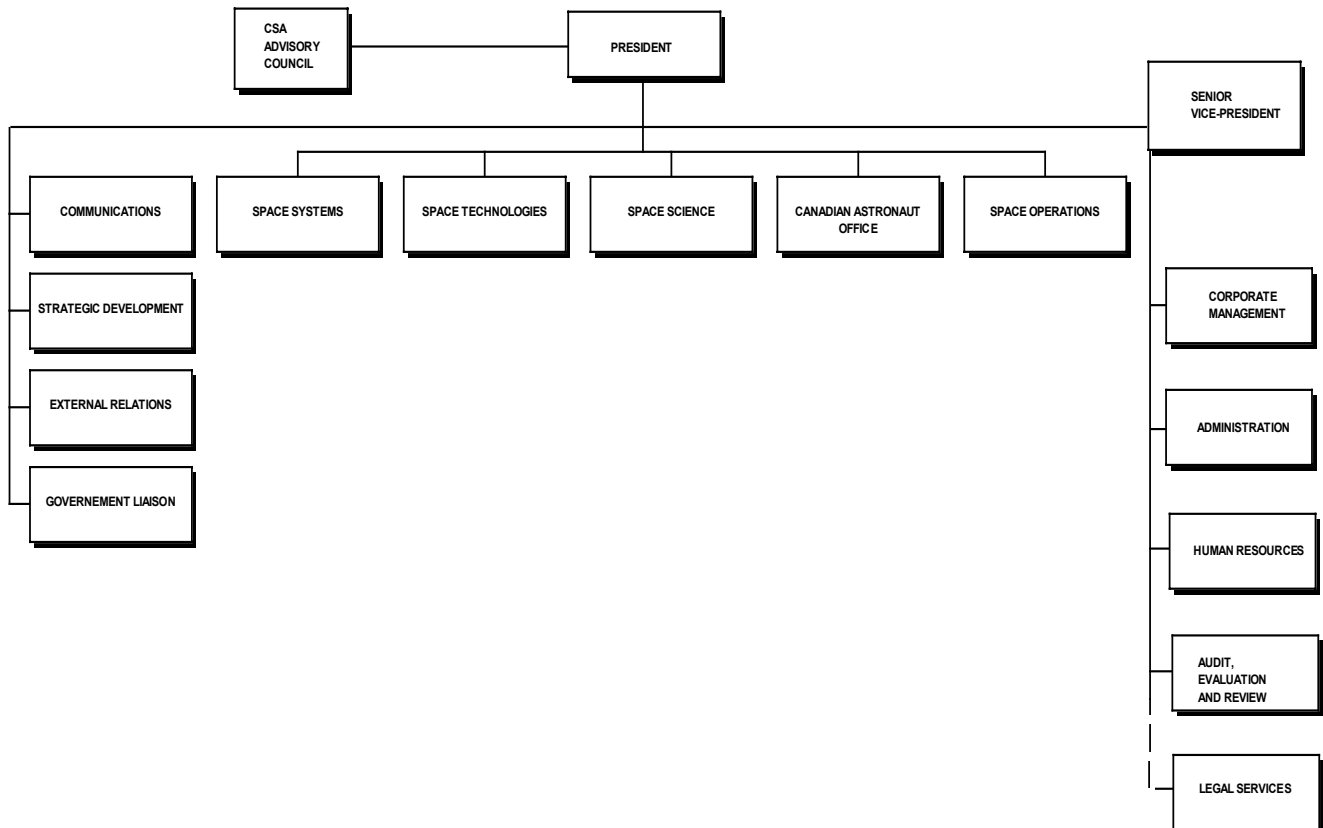 CSA
ADVISORY
COUNCIL
PRESIDENT
SENIOR
VICE-PRESIDENT
COMMUNICATIONS
SPACE SYSTEMS
SPACE TECHNOLOGIES
SPACE SCIENCE
CANADIAN ASTRONAUT
OFFICE
SPACE OPERATIONS
STRATEGIC DEVELOPMENT
EXTERNAL RELATIONS
GOVERNEMENT LIAISON
CORPORATE
MANAGEMENT
ADMINISTRATION
HUMAN RESOURCES
AUDIT,
EVALUATION
AND REVIEW
LEGAL SERVICES